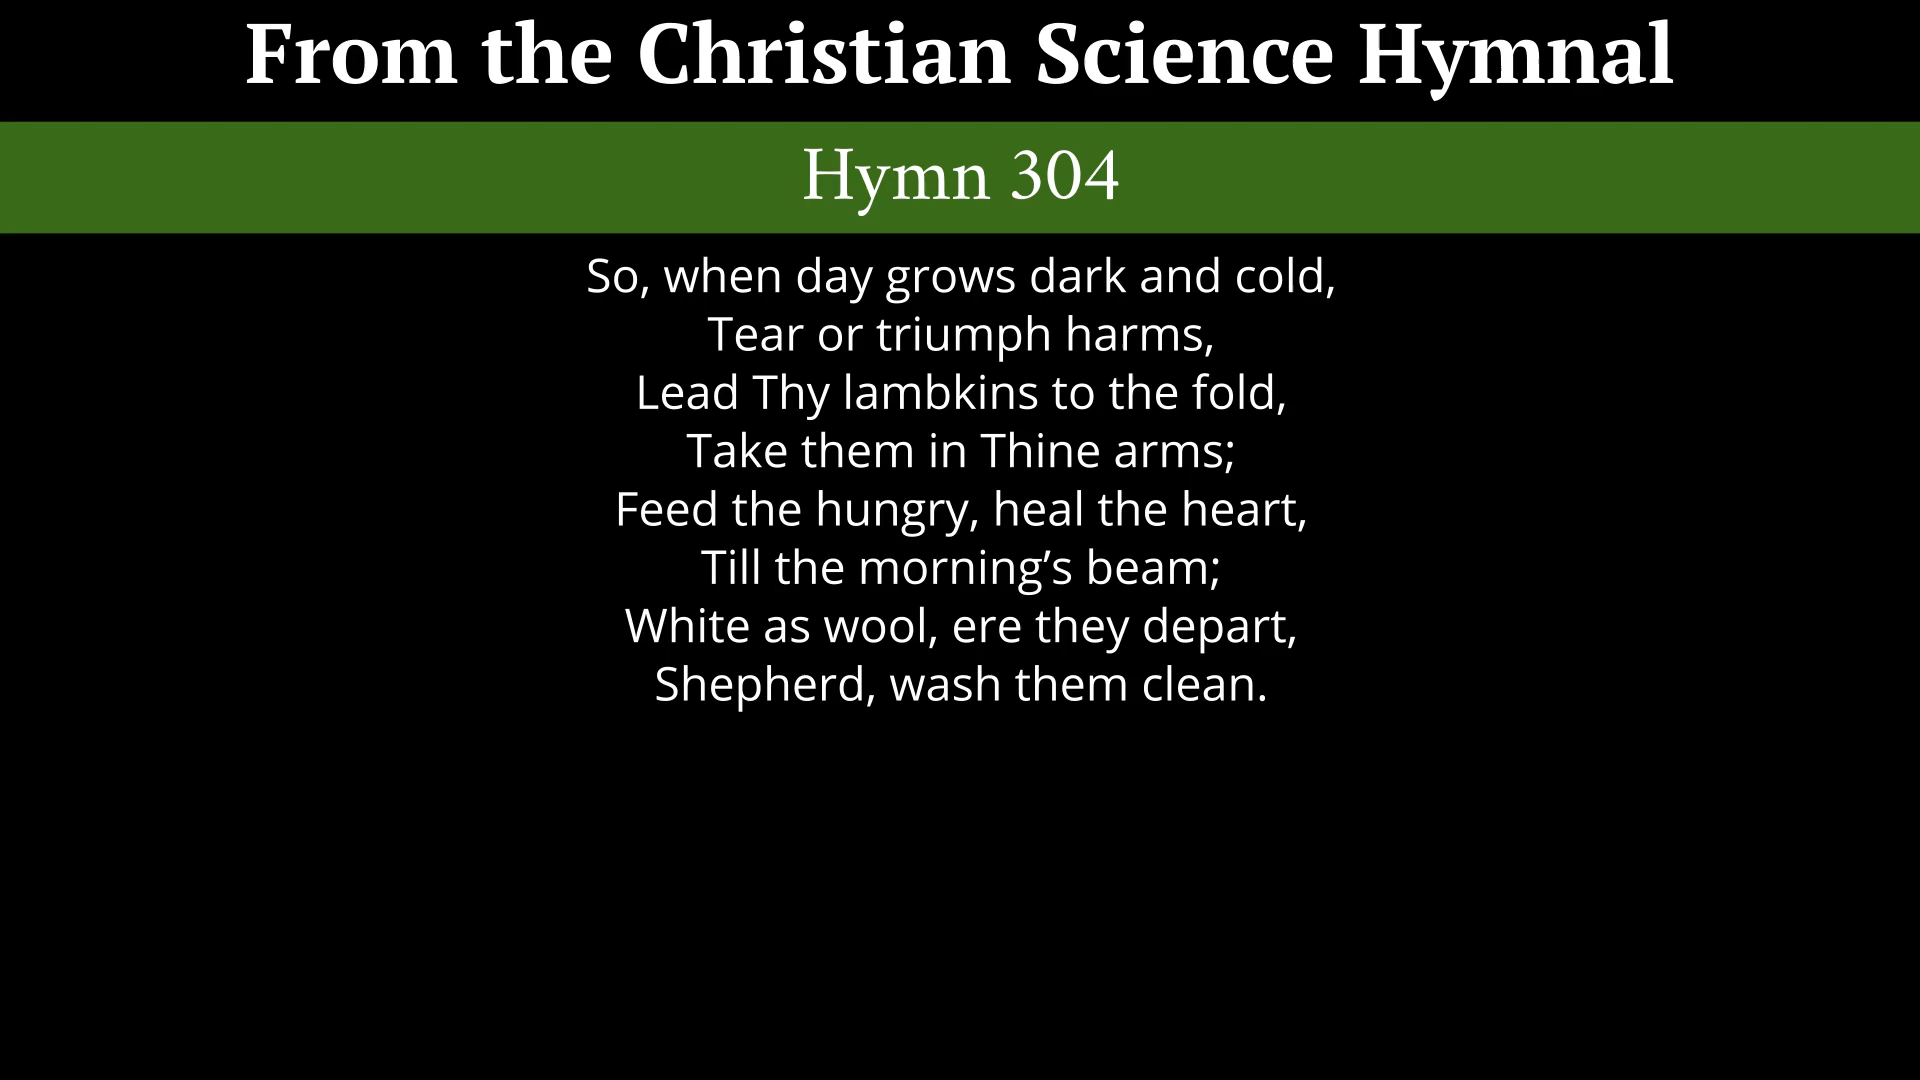 From the Christian Science Hymnal
Hymn 304
So, when day grows dark and cold,
Tear or triumph harms,
Lead Thy lambkins to the fold,
Take them in Thine arms;
Feed the hungry, heal the heart,
Till the morning’s beam;
White as wool, ere they depart,
Shepherd, wash them clean.